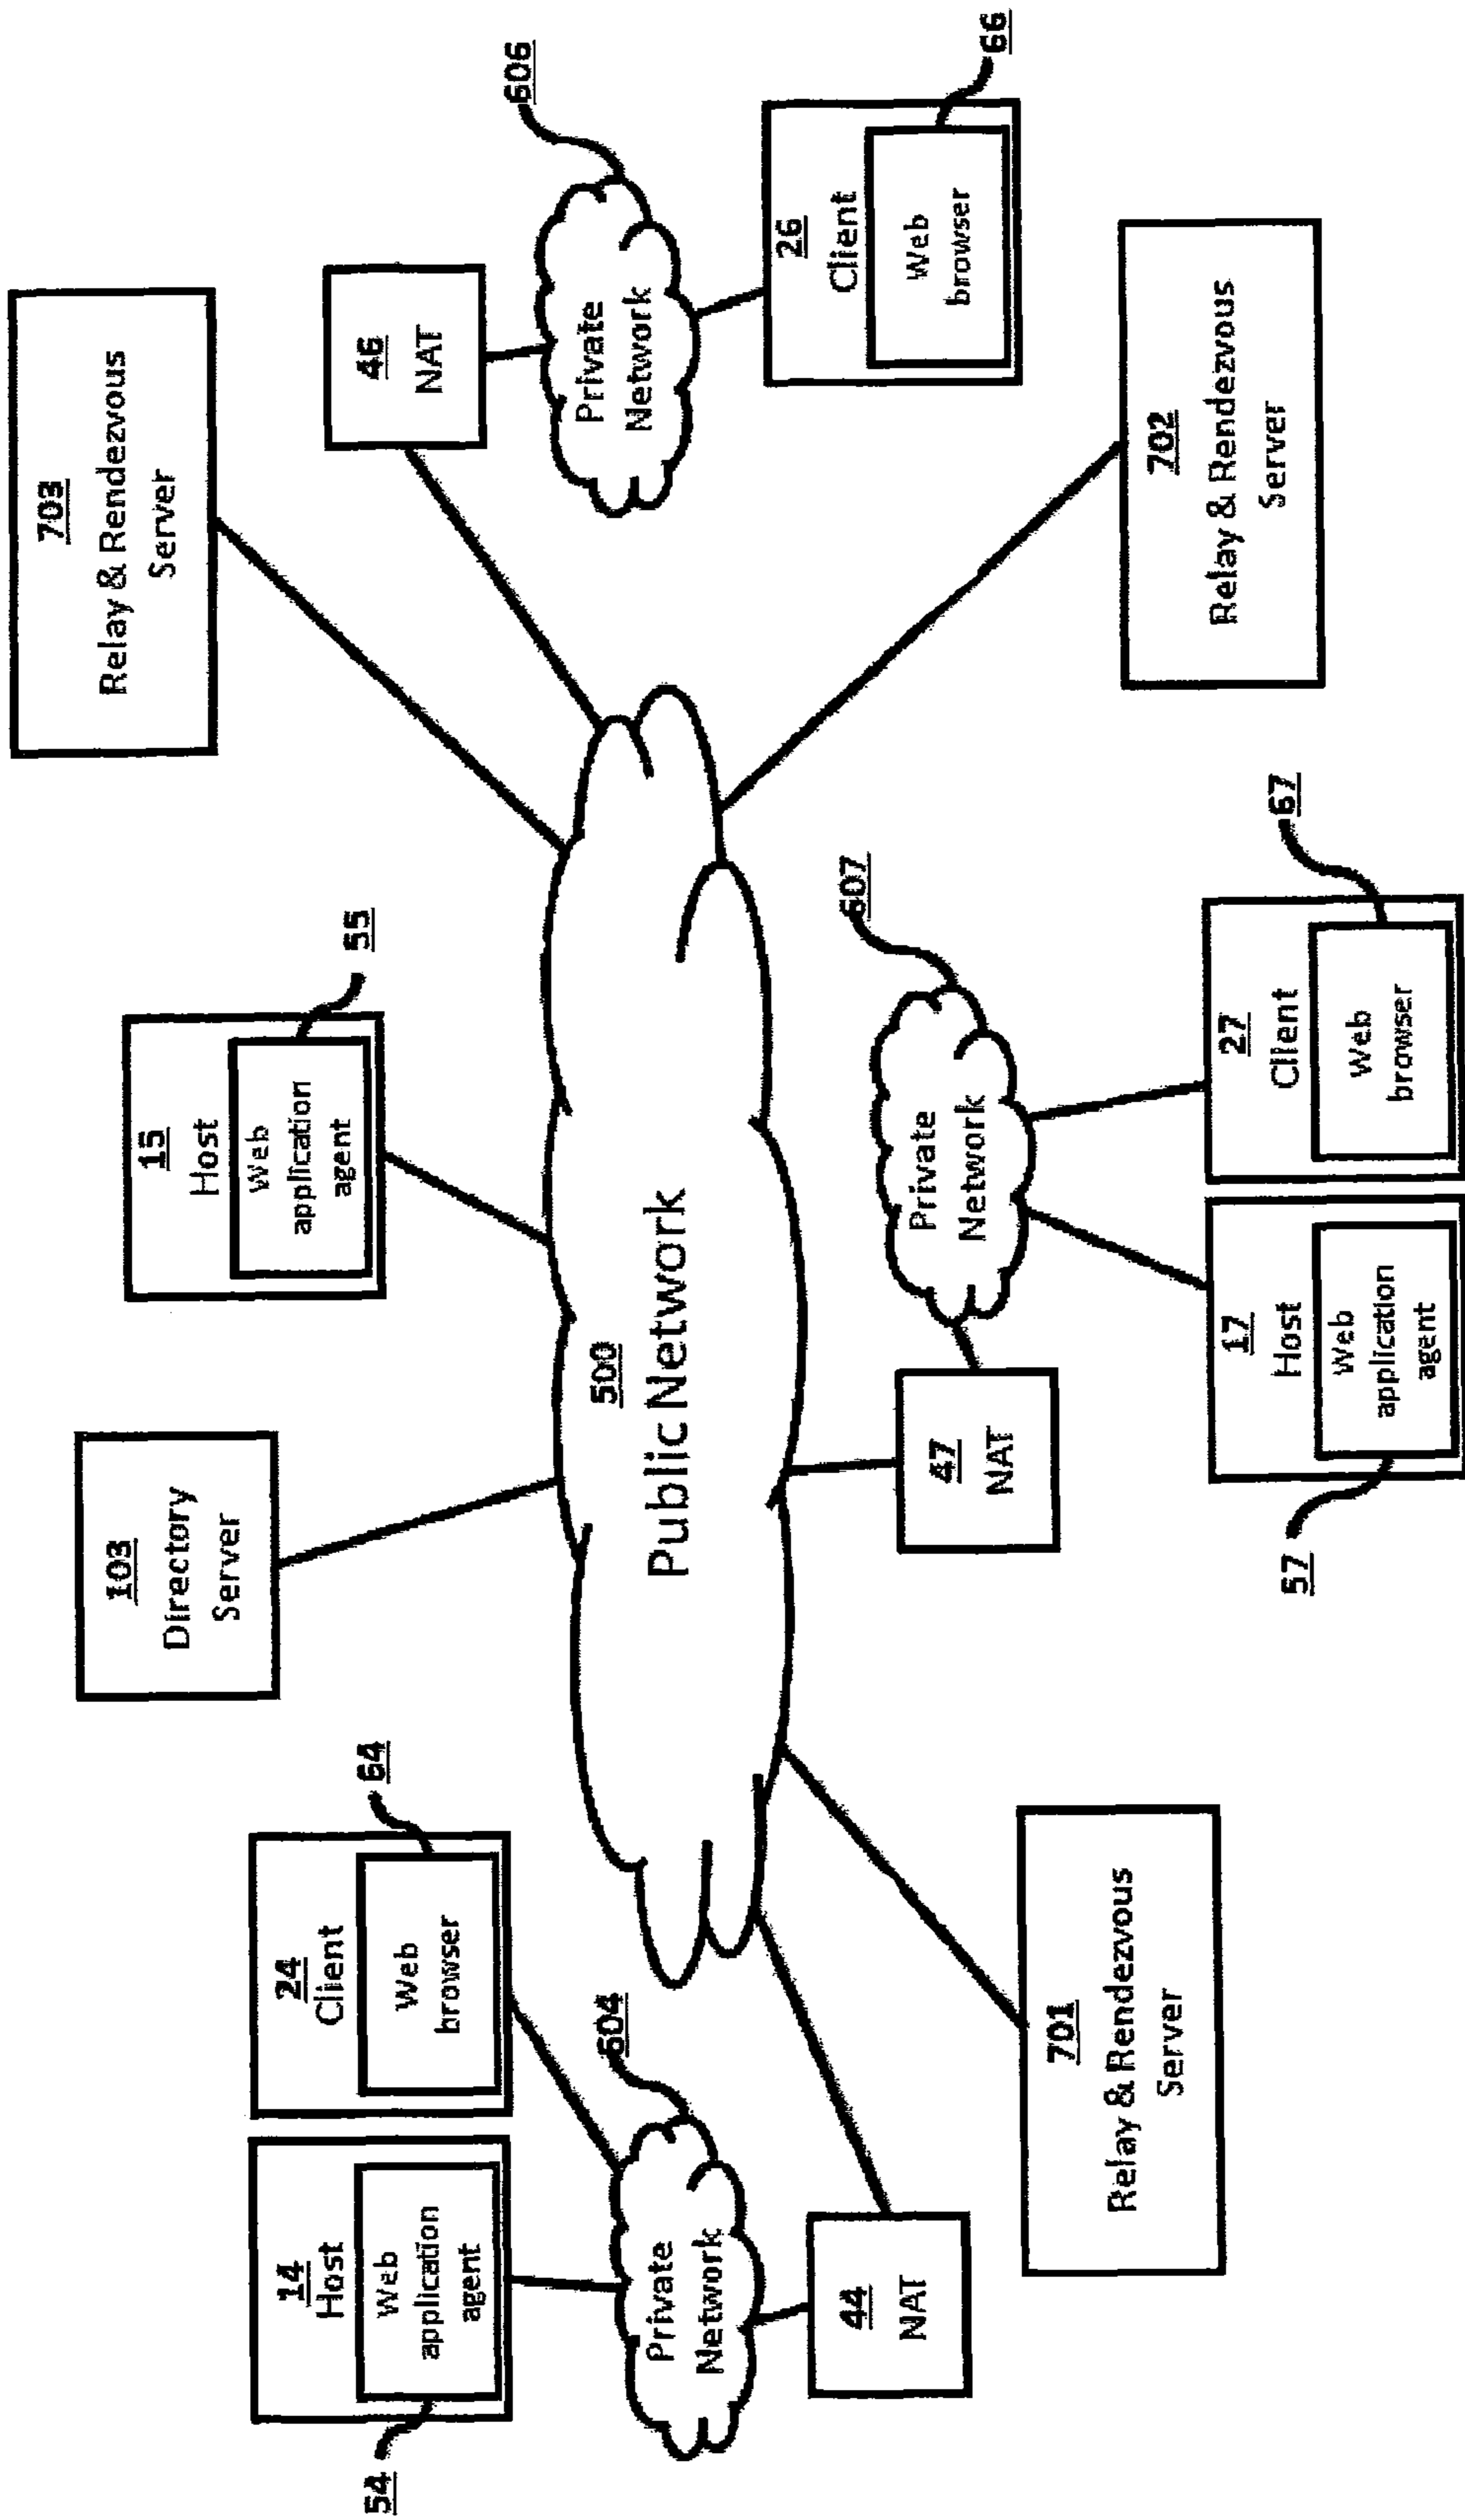 703
Relay & Rendezvous
Server
103
Directory
Server
15
Host
Web
application
agent
55
14
Host
Web
application
agent
54
24
Client
Web
browser
64
46
NAT
606
Private
Network
26
Client
Web
browser
66
604
Private
Network
44
NAT
500
Public Network
607
Private
Network
47
NAT
701
Relay & Rendezvous
Server
702
Relay & Rendezvous
Server
17
Host
Web
application
agent
57
27
Client
Web
browser
67